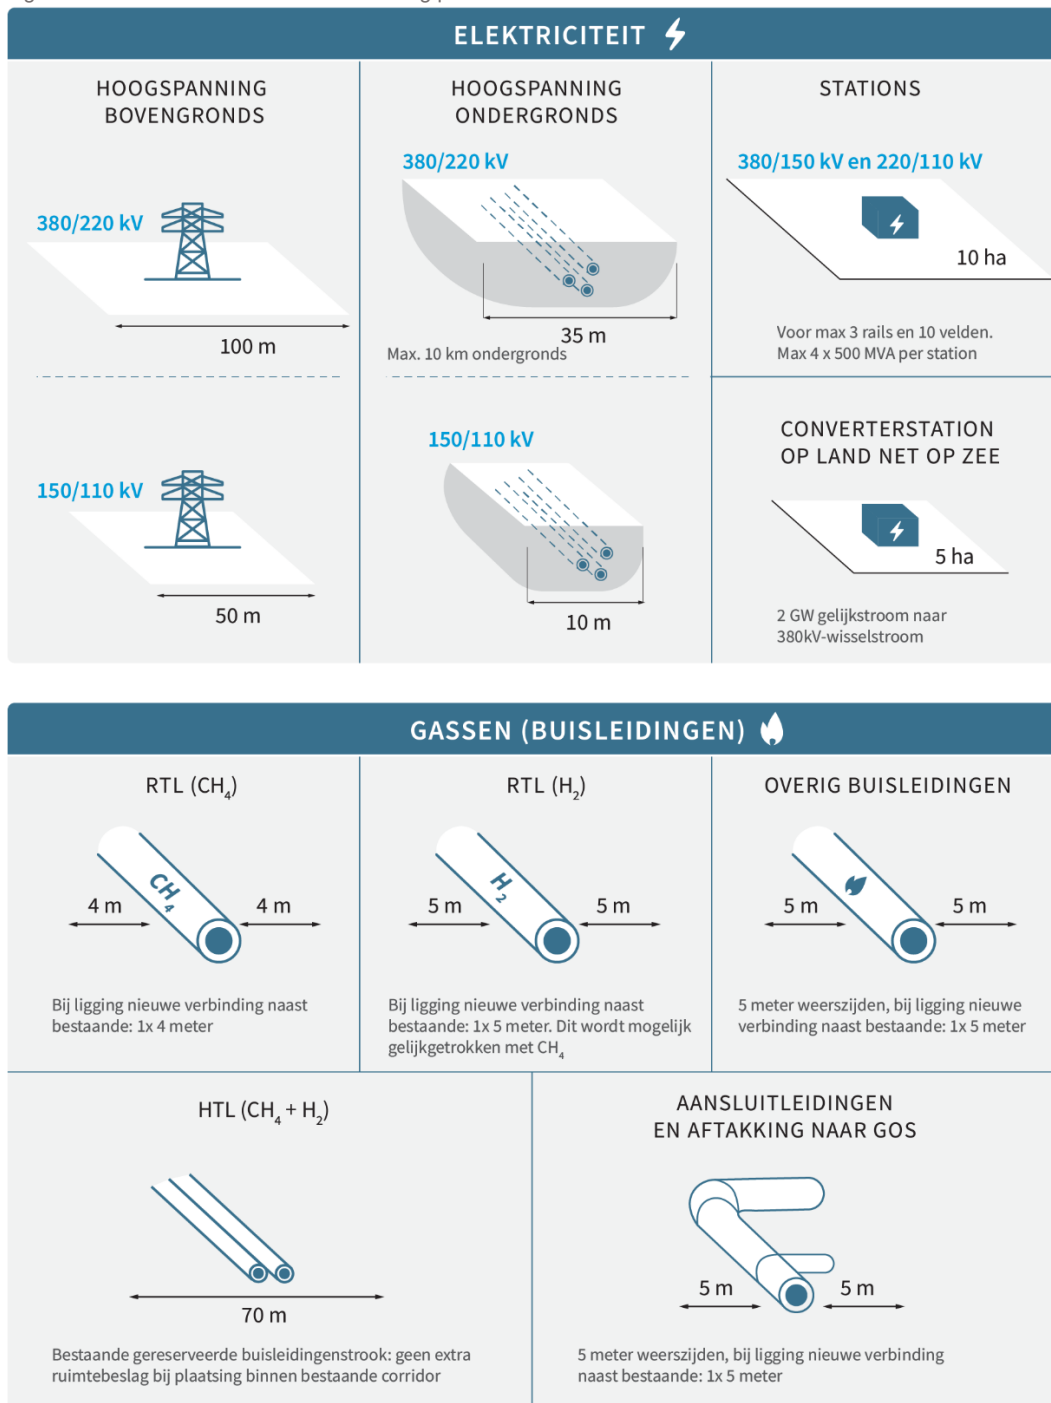 ELEKTRICITEIT
HOOGSPANNING
BOVENGRONDS
380/220 kV
100 m
150/110 kV
50 m
HOOGSPANNING
ONDERGRONDS
380/220 kV
35 m
Max. 10 km ondergronds
150/110 kV
10 m
STATIONS
380/150 kV en 220/110 kV
10 ha
Voor max 3 rails en 10 velden.
Max 4 x 500 MVA per station
CONVERTERSTATION
OP LAND NET OP ZEE
5 ha
2 GW gelijkstroom naar
380kV-wisselstroom
GASSEN (BUISLEIDINGEN)
RTL (CH₄)
CH₄
4 m
4 m
Bij ligging nieuwe verbinding naast
bestaande: 1x 4 meter
RTL (H₂)
H₂
5 m
5 m
Bij ligging nieuwe verbinding naast
bestaande: 1x 5 meter. Dit wordt mogelijk
gelijkgetrokken met CH₄
OVERIG BUISLEIDINGEN
5 m
5 m
5 meter weerszijden, bij ligging nieuwe
verbinding naast bestaande: 1x 5 meter
HTL (CH₄ + H₂)
70 m
Bestaande gereserveerde buisleidingenstrook: geen extra
ruimtebeslag bij plaatsing binnen bestaande corridor
AANSLUITLEIDINGEN
EN AFTAKKING NAAR GOS
5 m
5 m
5 meter weerszijden, bij ligging nieuwe verbinding
naast bestaande: 1x 5 meter